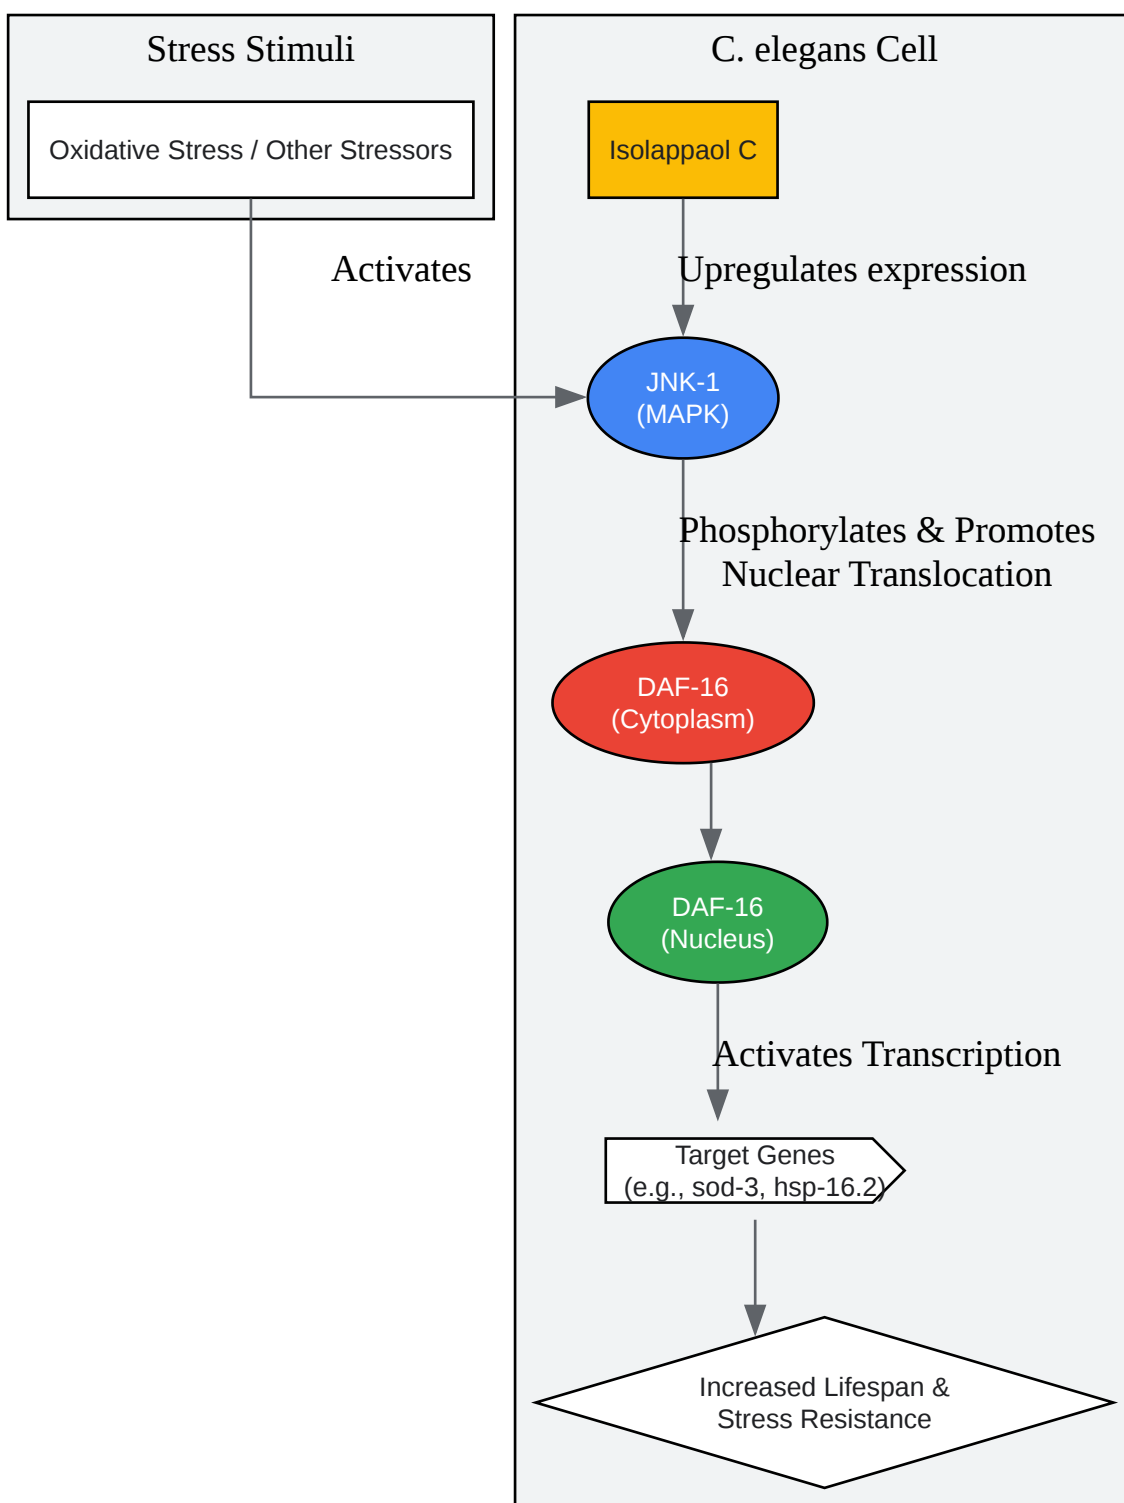 Stress Stimuli
Oxidative Stress / Other Stressors
Activates
C. elegans Cell
Isolappaol C
Upregulates expression
JNK-1
(MAPK)
Phosphorylates & Promotes
Nuclear Translocation
DAF-16
(Cytoplasm)
DAF-16
(Nucleus)
Activates Transcription
Target Genes
(e.g., sod-3, hsp-16.2)
Increased Lifespan &
Stress Resistance